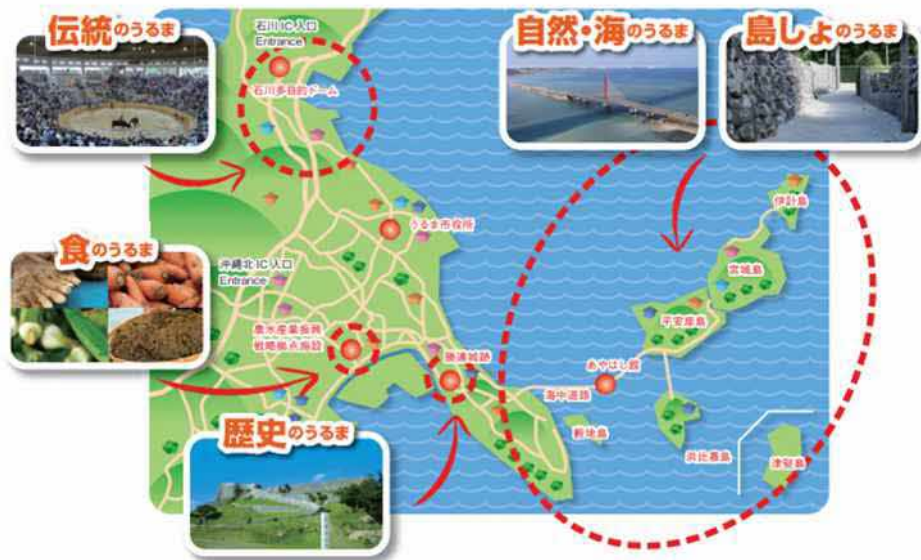 伝統のうるま
石川IC入口
Entrance
石川多目的ドーム
自然・海のうるま
島しょのうるま
伊計島
うるま市役所
宮城島
食のうるま
沖縄北IC入口
Entrance
平安座島
農水産業振興
戦略拠点施設
勝連城跡
あやはし館
海中道路
藪地島
浜比嘉島
津堅島
歴史のうるま